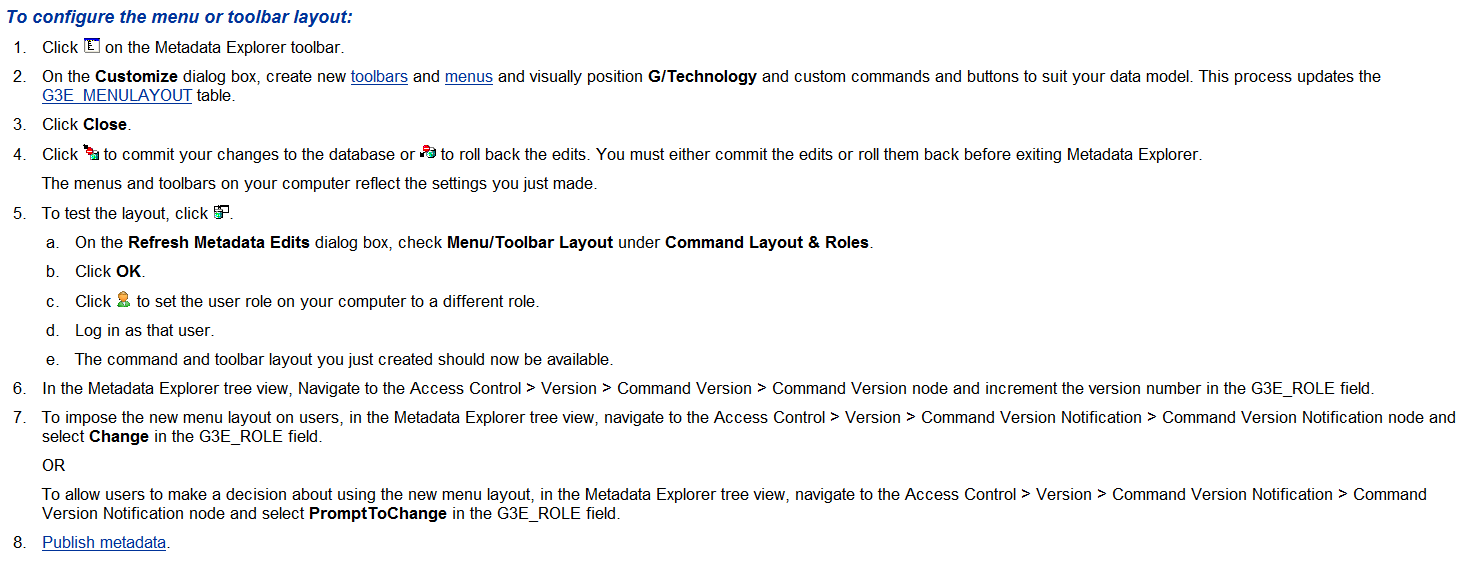 To configure the menu or toolbar layout:
1. Click on the Metadata Explorer toolbar.
2. On the Customize dialog box, create new toolbars and menus and visually position G/Technology and custom commands and buttons to suit your data model. This process updates the
G3E_MENULAYOUT table.
3. Click Close.
4. Click to commit your changes to the database or to roll back the edits. You must either commit the edits or roll them back before exiting Metadata Explorer.
The menus and toolbars on your computer reflect the settings you just made.
5. To test the layout, click .
a. On the Refresh Metadata Edits dialog box, check Menu/Toolbar Layout under Command Layout & Roles.
b. Click OK.
c. Click to set the user role on your computer to a different role.
d. Log in as that user.
e. The command and toolbar layout you just created should now be available.
6. In the Metadata Explorer tree view, Navigate to the Access Control > Version > Command Version > Command Version node and increment the version number in the G3E_ROLE field.
7. To impose the new menu layout on users, in the Metadata Explorer tree view, navigate to the Access Control > Version > Command Version Notification > Command Version Notification node and
select Change in the G3E_ROLE field.
OR
To allow users to make a decision about using the new menu layout, in the Metadata Explorer tree view, navigate to the Access Control > Version > Command Version Notification > Command
Version Notification node and select PromptToChange in the G3E_ROLE field.
8. Publish metadata.